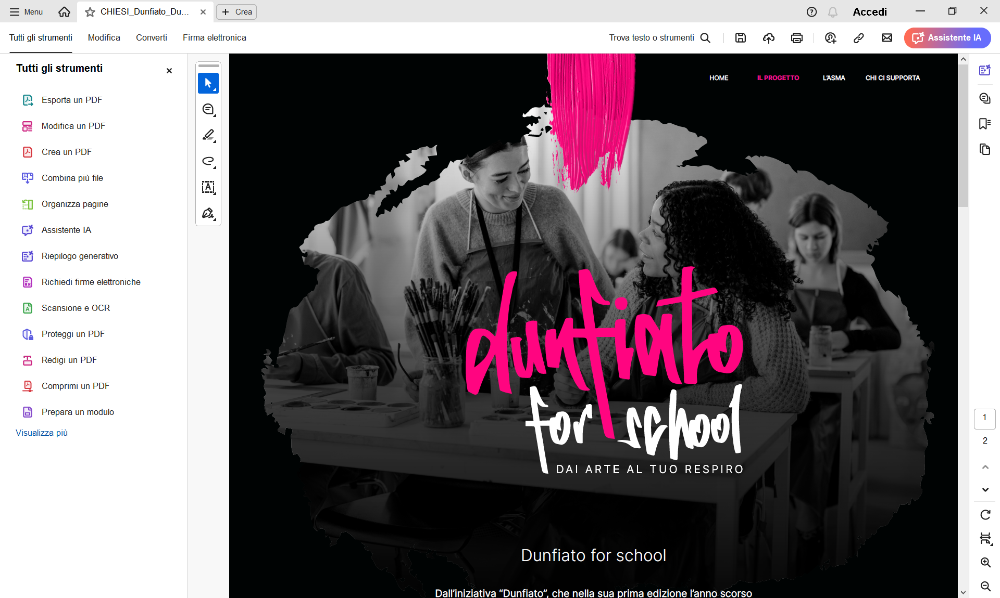 Menu
CHIESI_Dunfiato_Du...
Crea
Accedi
Tutti gli strumenti
Modifica
Converti
Firma elettronica
Trova testo o strumenti
Assistente IA
Tutti gli strumenti
Esporta un PDF
Modifica un PDF
Crea un PDF
Combina più file
Organizza pagine
Assistente IA
Riepilogo generativo
Richiedi firme elettroniche
Scansione e OCR
Proteggi un PDF
Redigi un PDF
Comprimi un PDF
Prepara un modulo
Visualizza più
HOME
IL PROGETTO
L'ASMA
CHI CI SUPPORTA
dunfiato
for school
DAI ARTE AL TUO RESPIRO
Dunfiato for school
Dall'iniziativa “Dunfiato”, che nella sua prima edizione l'anno scorso
1
2